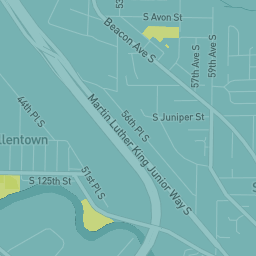 S Avon St
53
Beacon Ave S
57th Ave S
59th Ave S
44th Pl S
Martin Luther King Junior Way S
56th Pl S
S Juniper St
llentown
S 125th St
51st Pl S